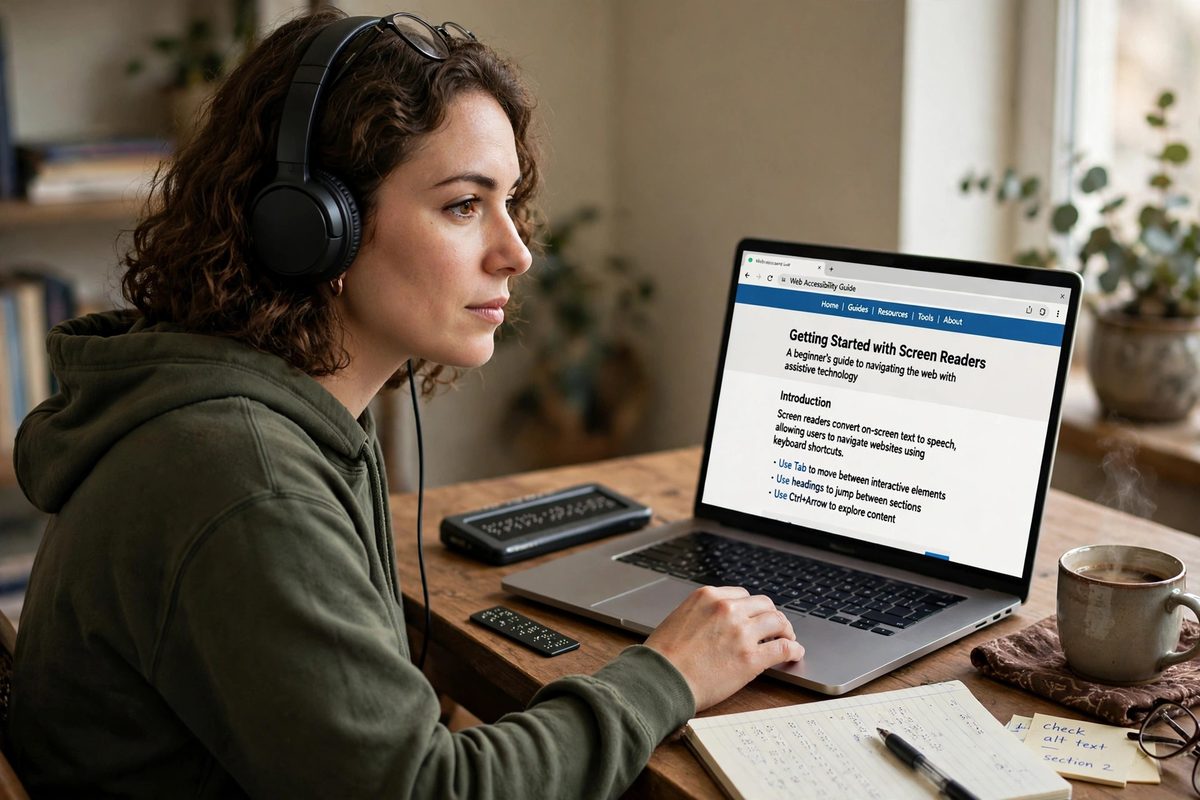 Web Accessibility Guide
Home | Guides | Resources | Tools | About
Getting Started with Screen Readers
A beginner's guide to navigating the web with
assistive technology
Introduction
Screen readers convert on-screen text to speech,
allowing users to navigate websites using
keyboard shortcuts.
· Use Tab to move between interactive elements
· Use headings to jump between sections
· Use Ctrl+Arrow to explore content
check
alt text
section 2